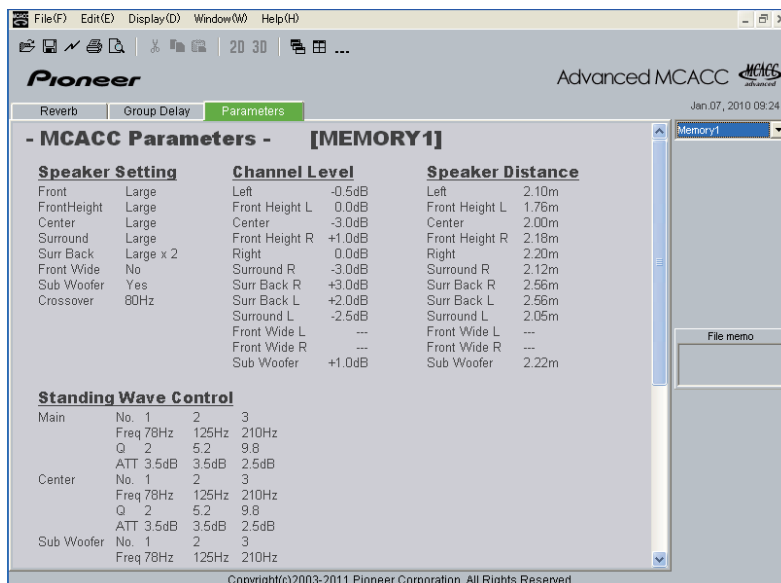 File(F) Edit(E) Display(D) Window(W) Help(H)
2D 3D ...
Pioneer
Advanced MCACC MCACC advanced
Reverb Group Delay Parameters
Jan.07, 2010 09:24
- MCACC Parameters - [MEMORY1]
Memory1
Speaker Setting Channel Level Speaker Distance
Front Large Left -0.5dB Left 2.10m
FrontHeight Large Front Height L 0.0dB Front Height L 1.76m
Center Large Center -3.0dB Center 2.00m
Surround Large Front Height R +1.0dB Front Height R 2.18m
Surr Back Large x 2 Right 0.0dB Right 2.20m
Front Wide No Surround R -3.0dB Surround R 2.12m
Sub Woofer Yes Surr Back R +3.0dB Surr Back R 2.56m
Crossover 80Hz Surr Back L +2.0dB Surr Back L 2.56m
Surround L -2.5dB Surround L 2.05m
Front Wide L --- Front Wide L ---
Front Wide R --- Front Wide R ---
Sub Woofer +1.0dB Sub Woofer 2.22m
File memo
Standing Wave Control
Main No. 1 2 3
Freq 78Hz 125Hz 210Hz
Q 2 5.2 9.8
ATT 3.5dB 3.5dB 2.5dB
Center No. 1 2 3
Freq 78Hz 125Hz 210Hz
Q 2 5.2 9.8
ATT 3.5dB 3.5dB 2.5dB
Sub Woofer No. 1 2 3
Freq 78Hz 125Hz 210Hz
Copyright(c)2003-2011 Pioneer Corporation. All Rights Reserved.